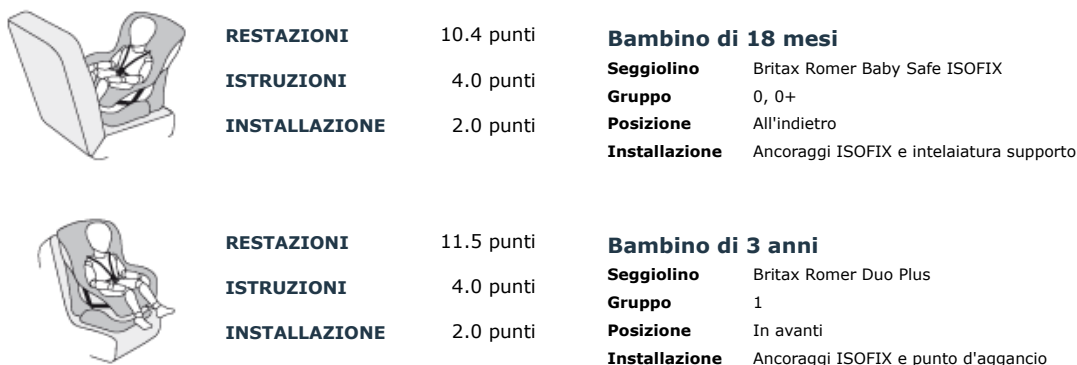 RESTAZIONI 10.4 punti
ISTRUZIONI 4.0 punti
INSTALLAZIONE 2.0 punti
Bambino di 18 mesi
Seggiolino Britax Romer Baby Safe ISOFIX
Gruppo 0, 0+
Posizione All'indietro
Installazione Ancoraggi ISOFIX e intelaiatura supporto
RESTAZIONI 11.5 punti
ISTRUZIONI 4.0 punti
INSTALLAZIONE 2.0 punti
Bambino di 3 anni
Seggiolino Britax Romer Duo Plus
Gruppo 1
Posizione In avanti
Installazione Ancoraggi ISOFIX e punto d'aggancio